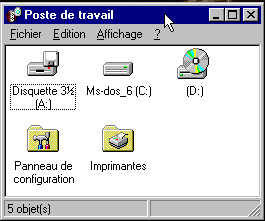 Poste de travail
Fichier Edition Affichage ?
Disquette 3½ (A:)
Ms-dos_6 (C:)
(D:)
Panneau de configuration
Imprimantes
5 objet(s)